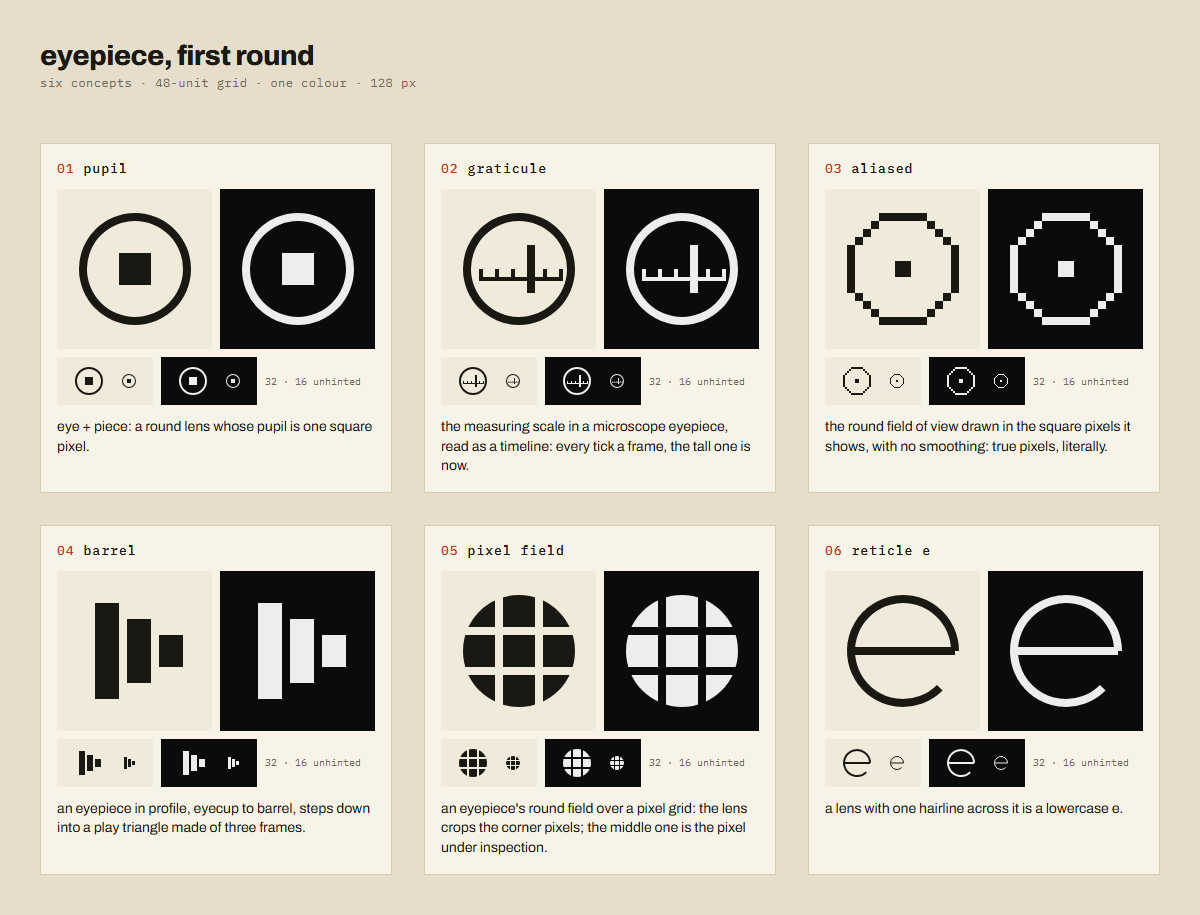 eyepiece, first round
six concepts · 48-unit grid · one colour · 128 px
01 pupil
32 · 16 unhinted
eye + piece: a round lens whose pupil is one square
pixel.
02 graticule
32 · 16 unhinted
the measuring scale in a microscope eyepiece,
read as a timeline: every tick a frame, the tall one is
now.
03 aliased
32 · 16 unhinted
the round field of view drawn in the square pixels it
shows, with no smoothing: true pixels, literally.
04 barrel
32 · 16 unhinted
an eyepiece in profile, eyecup to barrel, steps down
into a play triangle made of three frames.
05 pixel field
32 · 16 unhinted
an eyepiece's round field over a pixel grid: the lens
crops the corner pixels; the middle one is the pixel
under inspection.
06 reticle e
32 · 16 unhinted
a lens with one hairline across it is a lowercase e.